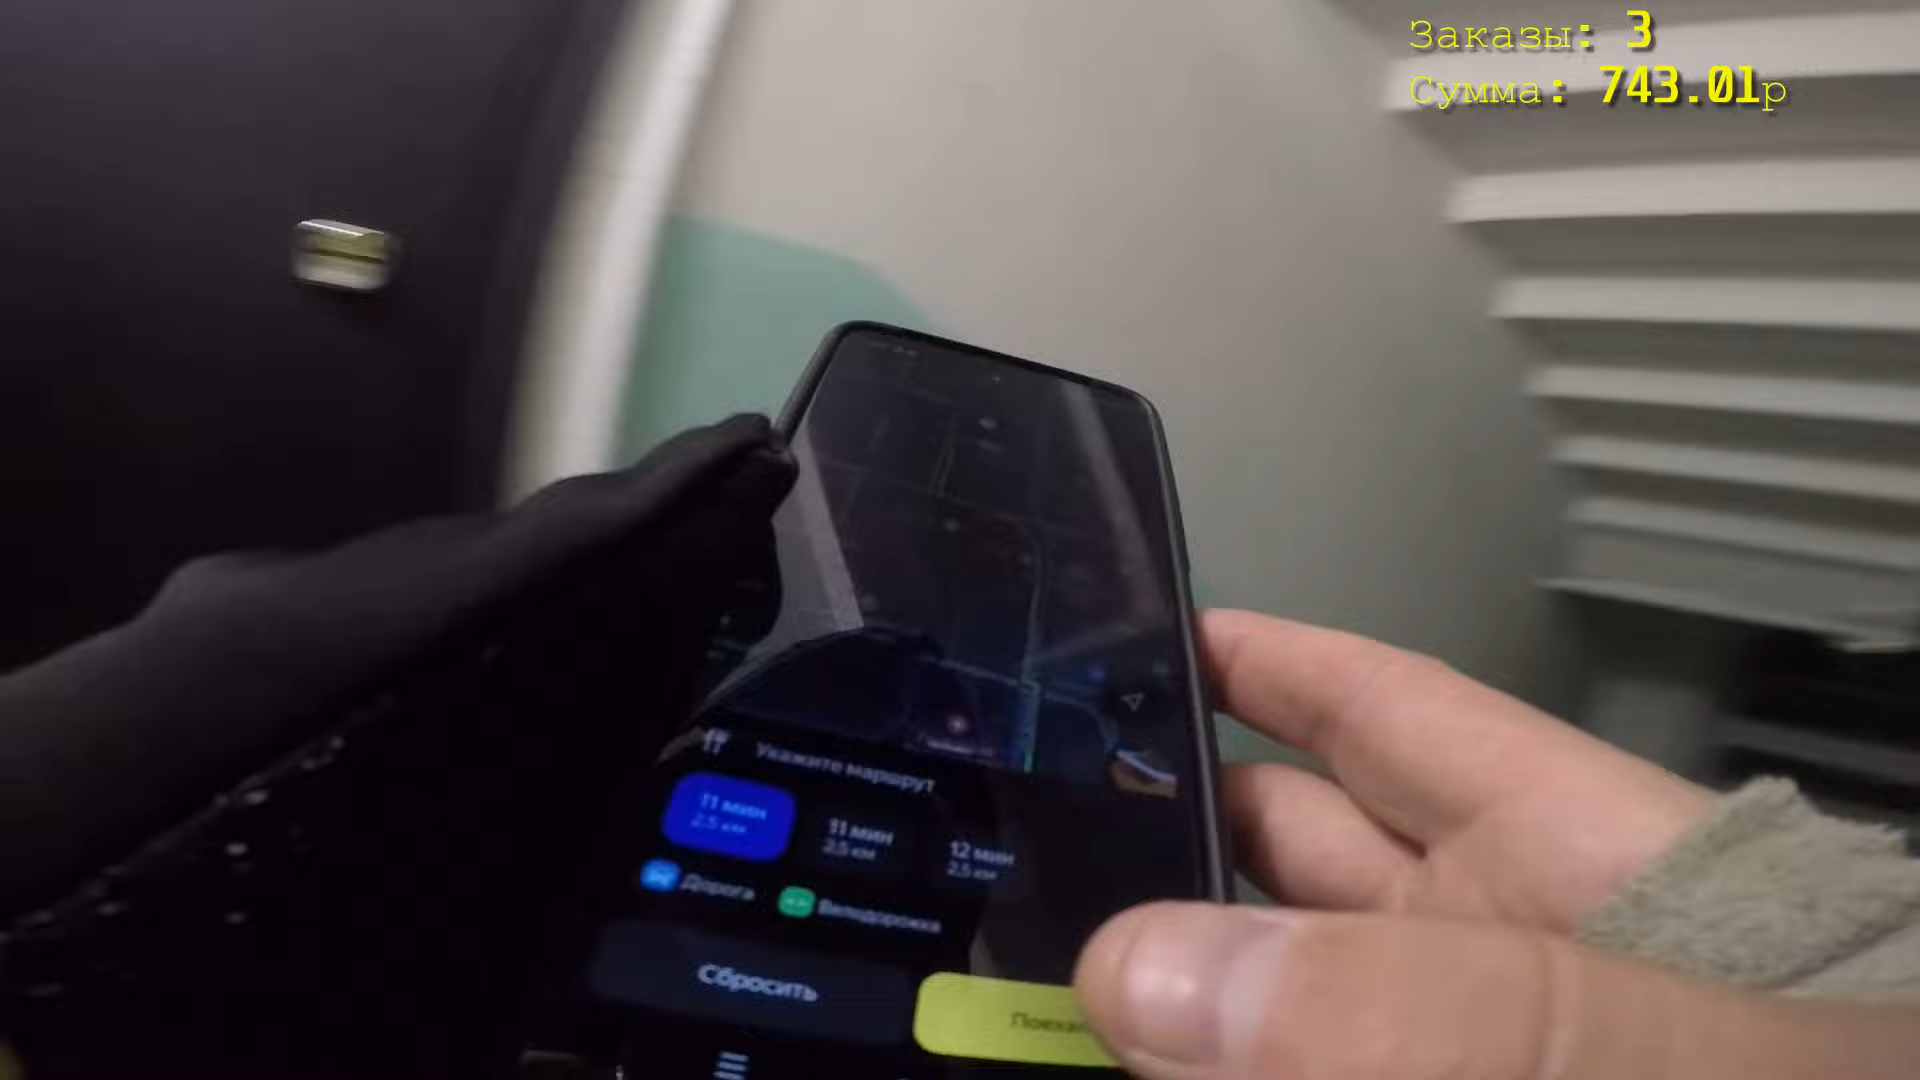 Заказы: 3
Сумма: 743.01р
Укажите маршрут
11 мин
2,5 км
11 мин
2,5 км
12 мин
2,5 км
Дорога
Велодорожка
Сбросить